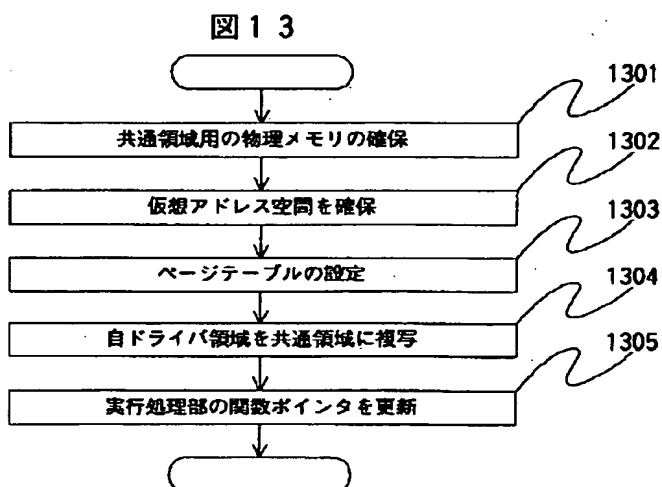 図13
1301
共通領域用の物理メモリの確保
1302
仮想アドレス空間を確保
1303
ページテーブルの設定
1304
自ドライバ領域を共通領域に複写
1305
実行処理部の関数ポインタを更新